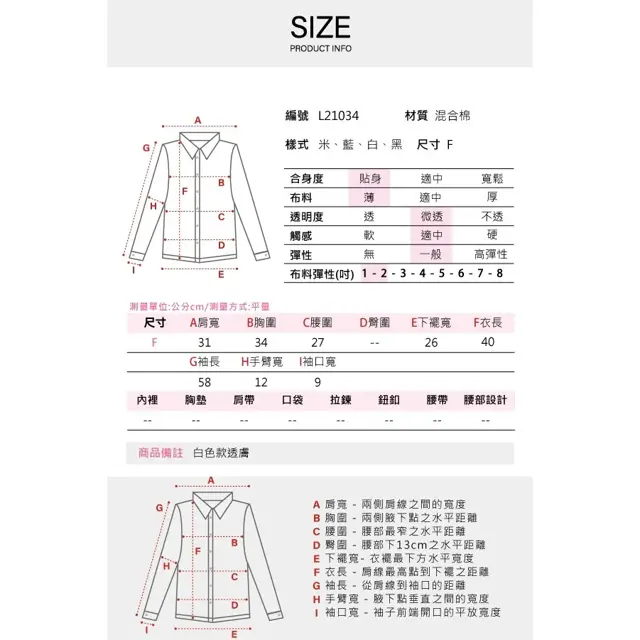 SIZE
PRODUCT INFO
編號 L21034 材質 混合棉
樣式 米、藍、白、黑 尺寸 F
合身度 貼身 適中 寬鬆
布料 薄 適中 厚
透明度 透 微透 不透
觸感 軟 適中 硬
彈性 無 一般 高彈性
布料彈性(吋) 1 - 2 - 3 - 4 - 5 - 6 - 7 - 8
A
G
B
F
H
C
D
I
E
測量單位:公分cm/測量方式:平量
尺寸 A肩寬 B胸圍 C腰圍 D臀圍 E下襬寬 F衣長
F 31 34 27 -- 26 40
G袖長 H手臂寬 I袖口寬
58 12 9
內裡 胸墊 肩帶 口袋 拉鍊 鈕釦 腰帶 腰部設計
-- -- -- -- -- -- -- --
商品備註 白色款透膚
A
G
B
F
H
C
D
I
E
A 肩寬 - 兩側肩線之間的寬度
B 胸圍 - 兩側腋下點之水平距離
C 腰圍 - 腰部最窄之水平距離
D 臀圍 - 腰部下13cm之水平距離
E 下襬寬- 衣襬最下方水平寬度
F 衣長 - 肩線最高點到下襬之距離
G 袖長 - 從肩線到袖口的距離
H 手臂寬 - 腋下點垂直之間的寬度
I 袖口寬 - 袖子前端開口的平放寬度